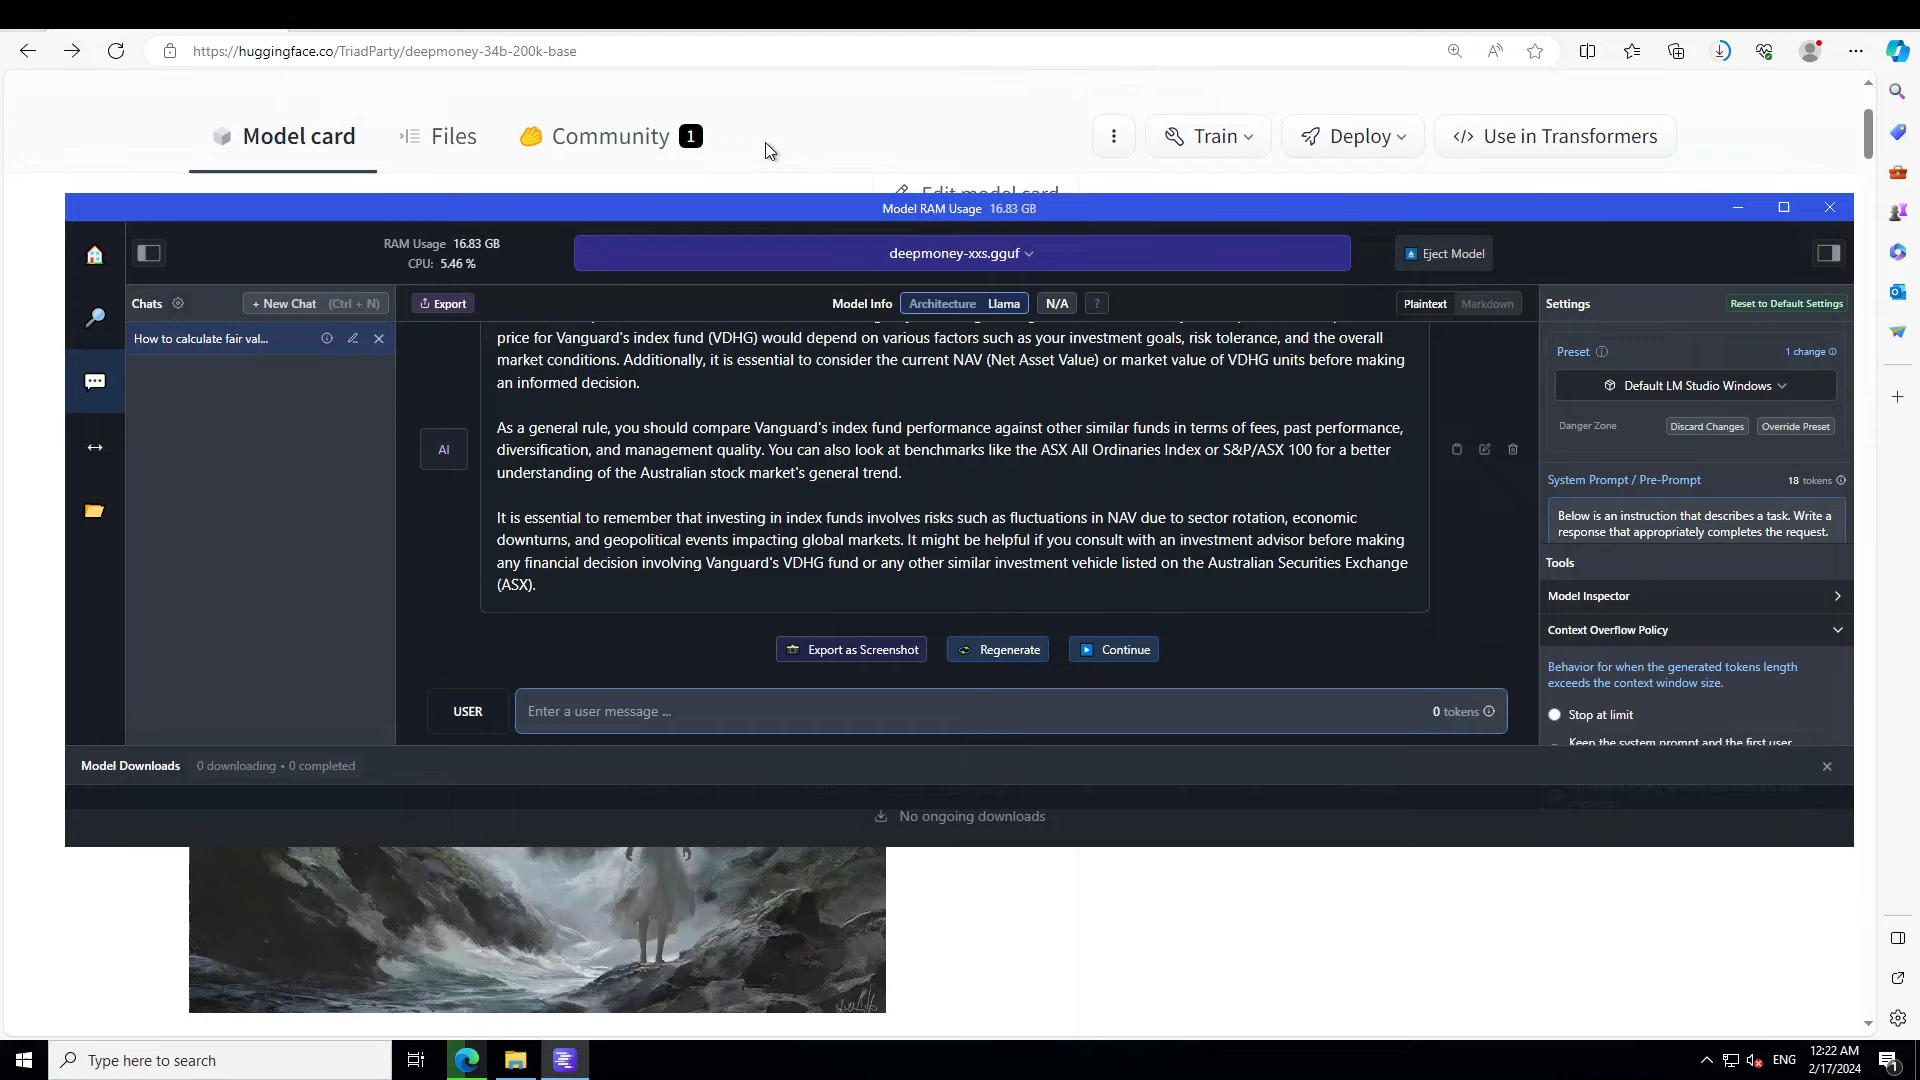 https://huggingface.co/TriadParty/deepmoney-34b-200k-base
Model card
Files
Community 1
Train
Deploy
Use in Transformers
Edit model card
Model RAM Usage 16.83 GB
RAM Usage 16.83 GB
CPU: 5.46 %
deepmoney-xxs.gguf
Eject Model
Chats
+ New Chat (Ctrl + N)
Export
Model Info Architecture Llama N/A ?
Plaintext Markdown
Settings
Reset to Default Settings
How to calculate fair val...
price for Vanguard's index fund (VDHG) would depend on various factors such as your investment goals, risk tolerance, and the overall
market conditions. Additionally, it is essential to consider the current NAV (Net Asset Value) or market value of VDHG units before making
an informed decision.
As a general rule, you should compare Vanguard's index fund performance against other similar funds in terms of fees, past performance,
diversification, and management quality. You can also look at benchmarks like the ASX All Ordinaries Index or S&P/ASX 100 for a better
understanding of the Australian stock market's general trend.
It is essential to remember that investing in index funds involves risks such as fluctuations in NAV due to sector rotation, economic
downturns, and geopolitical events impacting global markets. It might be helpful if you consult with an investment advisor before making
any financial decision involving Vanguard's VDHG fund or any other similar investment vehicle listed on the Australian Securities Exchange
(ASX).
AI
Export as Screenshot
Regenerate
Continue
USER
Enter a user message ...
0 tokens
Preset
1 change
Default LM Studio Windows
Danger Zone
Discard Changes
Override Preset
System Prompt / Pre-Prompt
18 tokens
Below is an instruction that describes a task. Write a
response that appropriately completes the request.
Tools
Model Inspector
Context Overflow Policy
Behavior for when the generated tokens length
exceeds the context window size.
Stop at limit
Keep the system prompt and the first user
Model Downloads
0 downloading • 0 completed
No ongoing downloads
Type here to search
ENG
12:22 AM
2/17/2024
1